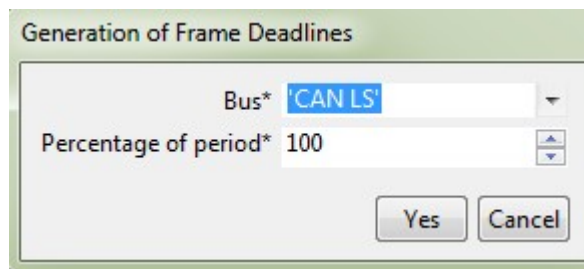 Generation of Frame Deadlines
Bus* 'CAN LS'
Percentage of period* 100
Yes Cancel